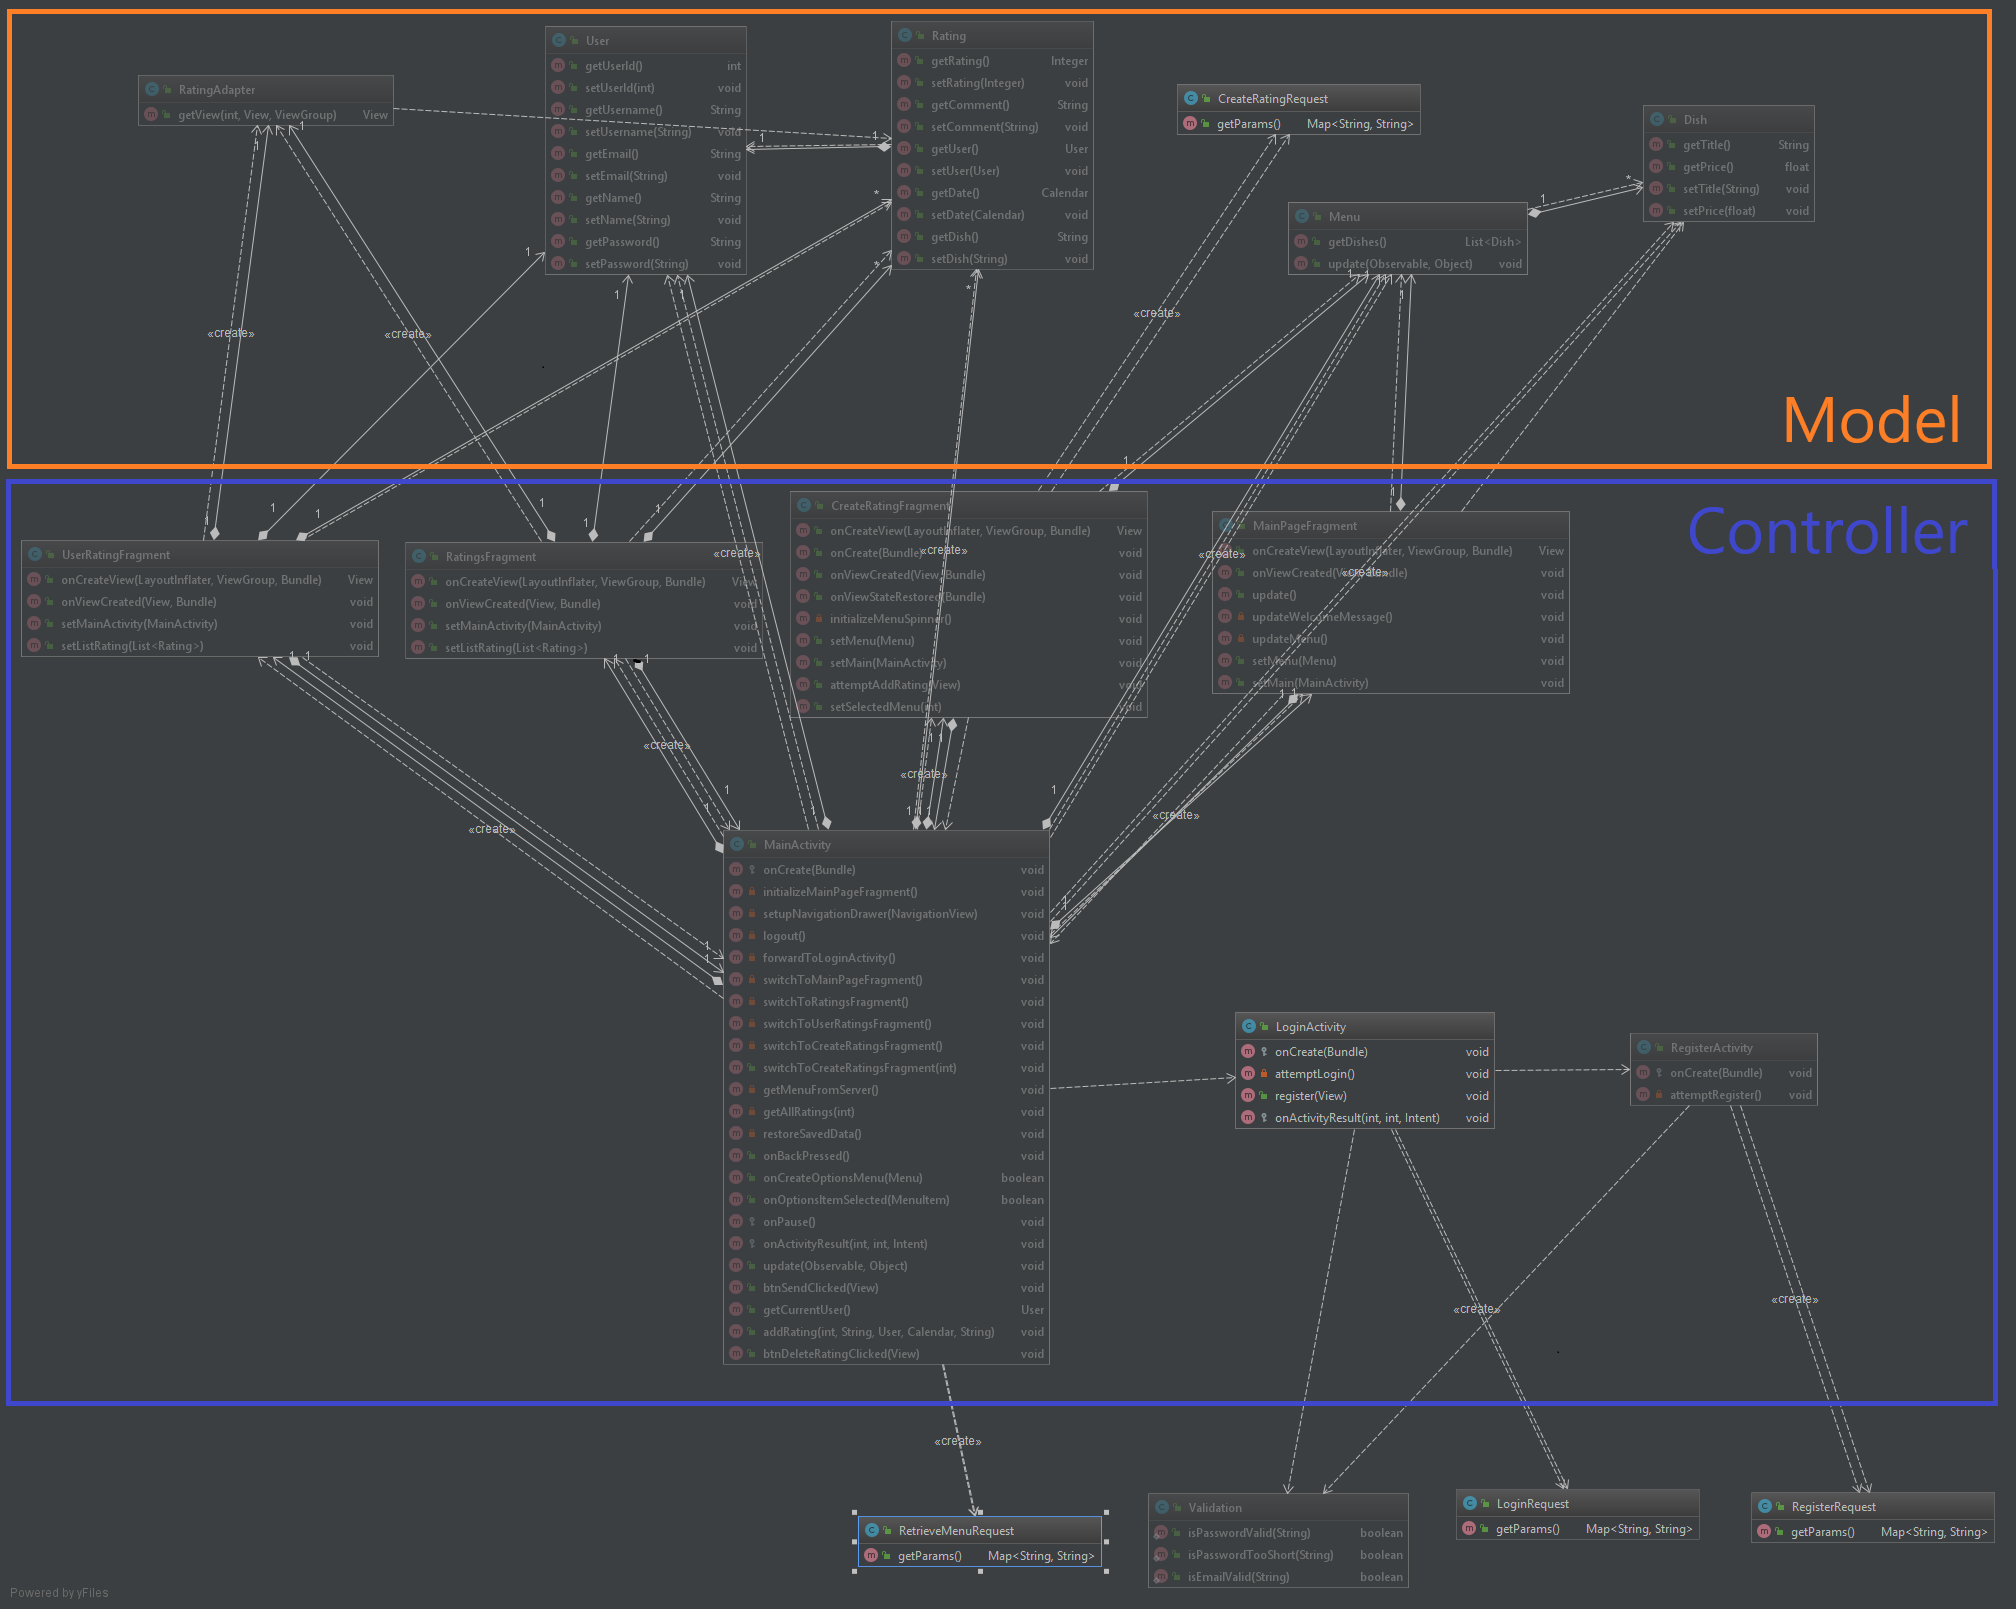 User
getUserId() int
setUserId(int) void
getUsername() String
setUsername(String) void
getEmail() String
setEmail(String) void
getName() String
setName(String) void
getPassword() String
setPassword(String) void
Rating
getRating() Integer
setRating(Integer) void
getComment() String
setComment(String) void
getUser() User
setUser(User) void
getDate() Calendar
setDate(Calendar) void
getDish() String
setDish(String) void
RatingAdapter
getView(int, View, ViewGroup) View
CreateRatingRequest
getParams() Map<String, String>
Dish
getTitle() String
getPrice() float
setTitle(String) void
setPrice(float) void
Menu
getDishes() List<Dish>
update(Observable, Object) void
«create»
«create»
«create»
Model
Controller
UserRatingFragment
onCreateView(LayoutInflater, ViewGroup, Bundle) View
onViewCreated(View, Bundle) void
setMainActivity(MainActivity) void
setListRating(List<Rating>) void
RatingsFragment
onCreateView(LayoutInflater, ViewGroup, Bundle) View
onViewCreated(View, Bundle) void
setMainActivity(MainActivity) void
setListRating(List<Rating>) void
«create»
CreateRatingFragment
onCreateView(LayoutInflater, ViewGroup, Bundle) View
onCreate(Bundle) void
«create»
onViewCreated(View, Bundle) void
onViewStateRestored(Bundle) void
initializeMenuSpinner() void
setMenu(Menu) void
setMain(MainActivity) void
attemptAddRating(View) void
setSelectedMenu(int) void
MainPageFragment
onCreateView(LayoutInflater, ViewGroup, Bundle) View
«create»
onViewCreated(View, Bundle) void
«create»
update() void
updateWelcomeMessage() void
updateMenu() void
setMenu(Menu) void
setMain(MainActivity) void
«create»
«create»
«create»
«create»
MainActivity
onCreate(Bundle) void
initializeMainPageFragment() void
setupNavigationDrawer(NavigationView) void
logout() void
forwardToLoginActivity() void
switchToMainPageFragment() void
switchToRatingsFragment() void
switchToUserRatingsFragment() void
switchToCreateRatingsFragment() void
switchToCreateRatingsFragment(int) void
getMenuFromServer() void
getAllRatings(int) void
restoreSavedData() void
onBackPressed() void
onCreateOptionsMenu(Menu) boolean
onOptionsItemSelected(MenuItem) boolean
onPause() void
onActivityResult(int, int, Intent) void
update(Observable, Object) void
btnSendClicked(View) void
getCurrentUser() User
addRating(int, String, User, Calendar, String) void
btnDeleteRatingClicked(View) void
LoginActivity
onCreate(Bundle) void
attemptLogin() void
register(View) void
onActivityResult(int, int, Intent) void
RegisterActivity
onCreate(Bundle) void
attemptRegister() void
«create»
«create»
«create»
RetrieveMenuRequest
getParams() Map<String, String>
Validation
isPasswordValid(String) boolean
isPasswordTooShort(String) boolean
isEmailValid(String) boolean
LoginRequest
getParams() Map<String, String>
RegisterRequest
getParams() Map<String, String>
Powered by yFiles